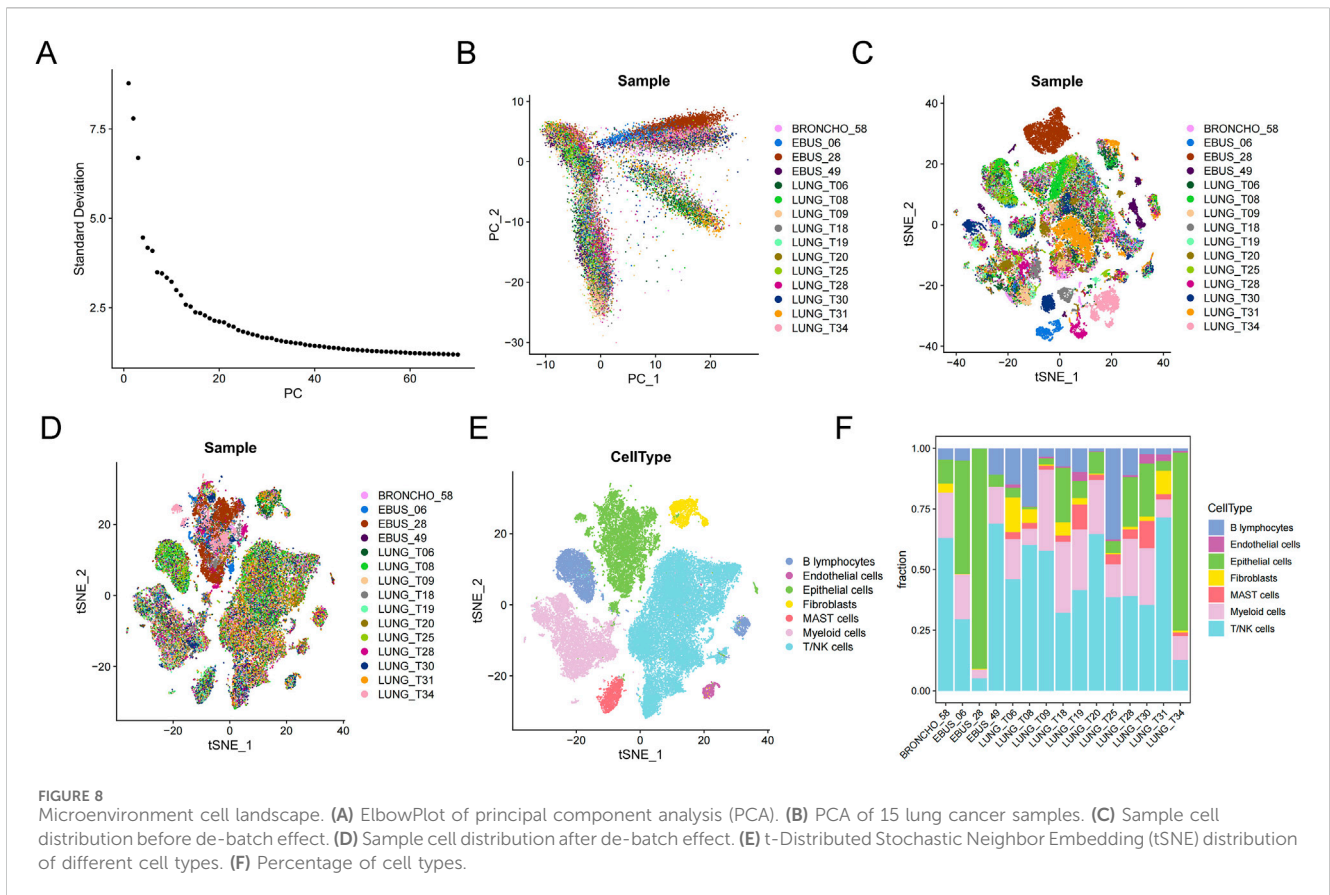 A
Standard Deviation
7.5
5.0
2.5
0
20
40
60
PC
B
Sample
PC_2
10
0
−10
−20
−30
−10
0
10
20
PC_1
BRONCHO_58
EBUS_06
EBUS_28
EBUS_49
LUNG_T06
LUNG_T08
LUNG_T09
LUNG_T18
LUNG_T19
LUNG_T20
LUNG_T25
LUNG_T28
LUNG_T30
LUNG_T31
LUNG_T34
C
Sample
tSNE_2
40
20
0
−20
−40
−40
−20
0
20
40
tSNE_1
BRONCHO_58
EBUS_06
EBUS_28
EBUS_49
LUNG_T06
LUNG_T08
LUNG_T09
LUNG_T18
LUNG_T19
LUNG_T20
LUNG_T25
LUNG_T28
LUNG_T30
LUNG_T31
LUNG_T34
D
Sample
tSNE_2
20
0
−20
−20
0
20
40
tSNE_1
BRONCHO_58
EBUS_06
EBUS_28
EBUS_49
LUNG_T06
LUNG_T08
LUNG_T09
LUNG_T18
LUNG_T19
LUNG_T20
LUNG_T25
LUNG_T28
LUNG_T30
LUNG_T31
LUNG_T34
E
CellType
tSNE_2
20
0
−20
−20
0
20
40
tSNE_1
B lymphocytes
Endothelial cells
Epithelial cells
Fibroblasts
MAST cells
Myeloid cells
T/NK cells
F
fraction
1.00
0.75
0.50
0.25
0.00
BRONCHO_58
EBUS_06
EBUS_28
EBUS_49
LUNG_T06
LUNG_T08
LUNG_T09
LUNG_T18
LUNG_T19
LUNG_T20
LUNG_T25
LUNG_T28
LUNG_T30
LUNG_T31
LUNG_T34
CellType
B lymphocytes
Endothelial cells
Epithelial cells
Fibroblasts
MAST cells
Myeloid cells
T/NK cells
FIGURE 8
Microenvironment cell landscape. (A) ElbowPlot of principal component analysis (PCA). (B) PCA of 15 lung cancer samples. (C) Sample cell
distribution before de-batch effect. (D) Sample cell distribution after de-batch effect. (E) t-Distributed Stochastic Neighbor Embedding (tSNE) distribution
of different cell types. (F) Percentage of cell types.